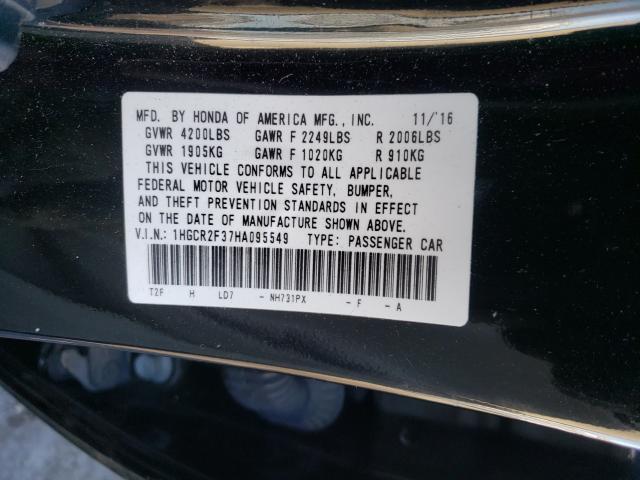 MFD. BY HONDA OF AMERICA MFG., INC. 11/'16
GVWR 4200LBS GAWR F 2249LBS R 2006LBS
GVWR 1905KG GAWR F 1020KG R 910KG
THIS VEHICLE CONFORMS TO ALL APPLICABLE
FEDERAL MOTOR VEHICLE SAFETY, BUMPER,
AND THEFT PREVENTION STANDARDS IN EFFECT
ON THE DATE OF MANUFACTURE SHOWN ABOVE.
V.I.N.: 1HGCR2F37HA095549 TYPE: PASSENGER CAR
T2F H LD7 - NH731PX - F - A